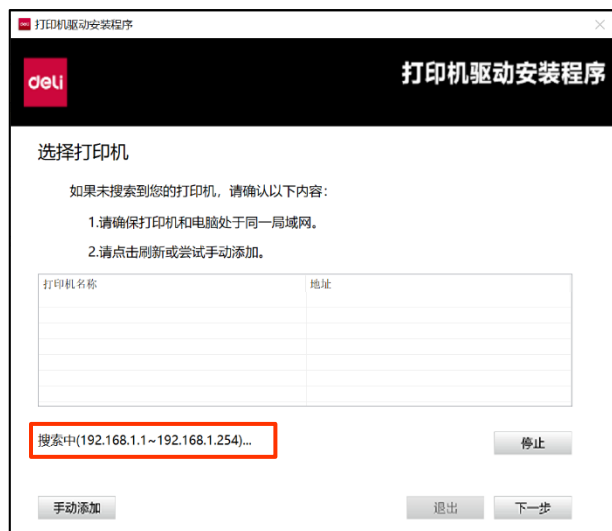 打印机驱动安装程序
deli
打印机驱动安装程序
选择打印机
如果未搜索到您的打印机，请确认以下内容：
1.请确保打印机和电脑处于同一局域网。
2.请点击刷新或尝试手动添加。
打印机名称 地址
搜索中(192.168.1.1~192.168.1.254)... 停止
手动添加 退出 下一步